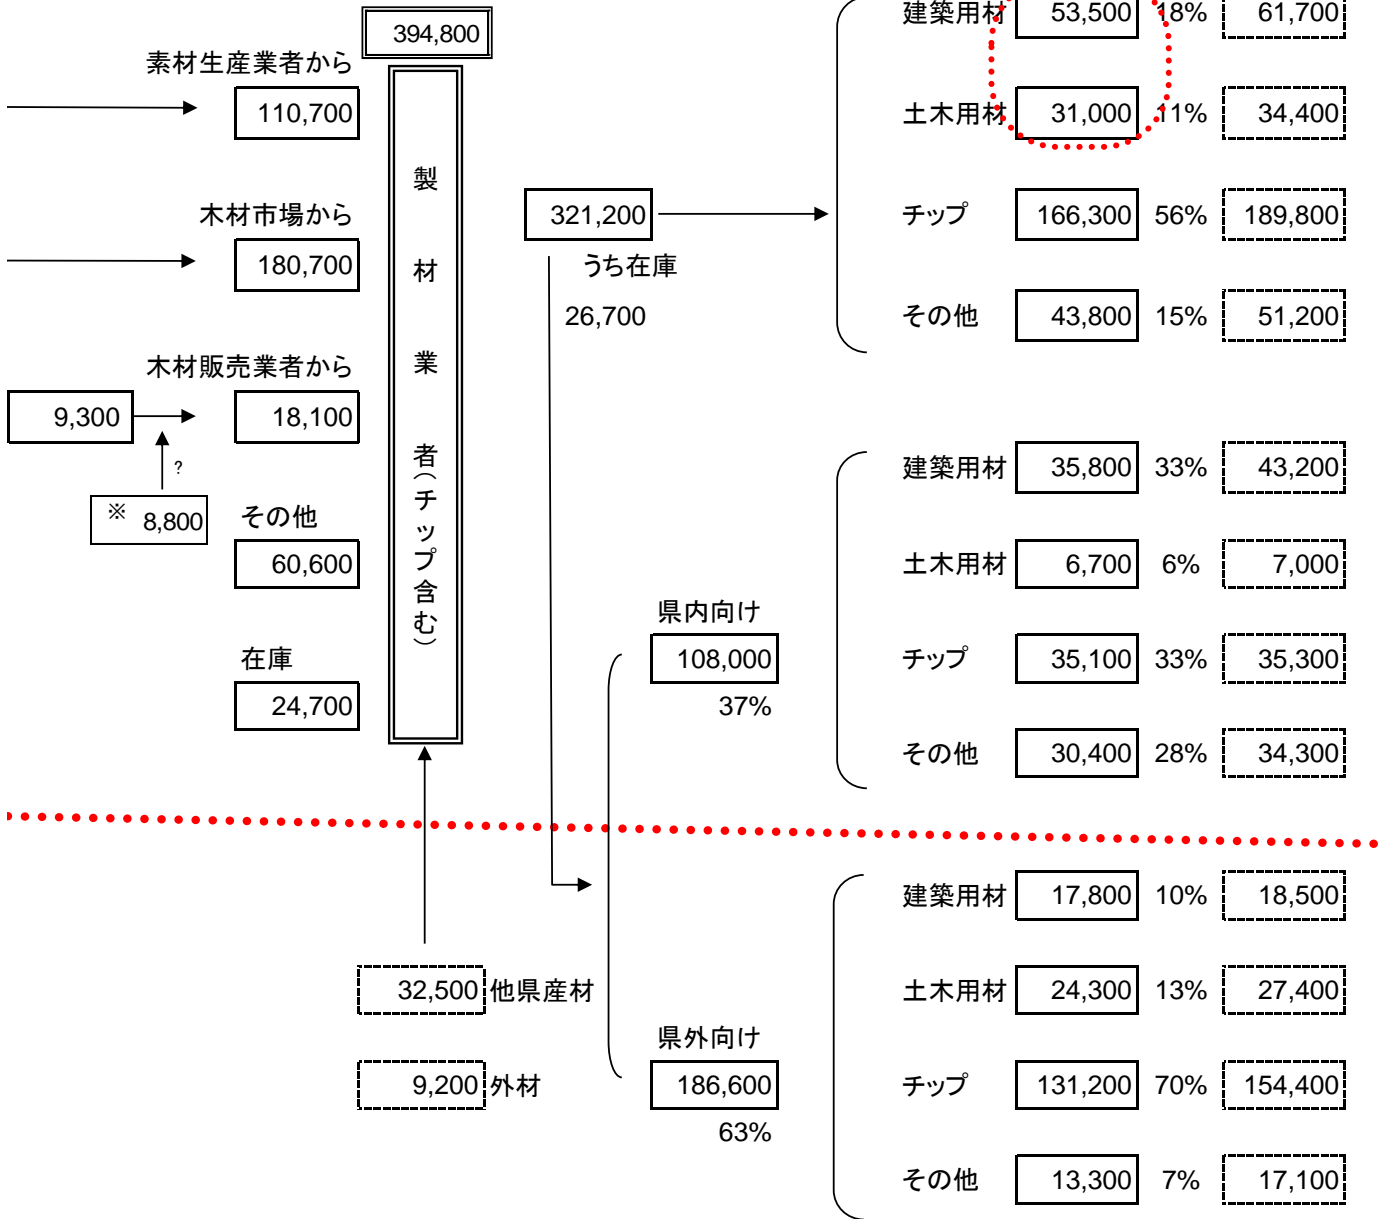 394,800
素材生産業者から
110,700
木材市場から
180,700
木材販売業者から
9,300
18,100
?
※ 8,800
その他
60,600
在庫
24,700
製材業者(チップ含む)
321,200
うち在庫
26,700
建築用材 53,500 18% 61,700
土木用材 31,000 11% 34,400
チップ 166,300 56% 189,800
その他 43,800 15% 51,200
県内向け
108,000
37%
建築用材 35,800 33% 43,200
土木用材 6,700 6% 7,000
チップ 35,100 33% 35,300
その他 30,400 28% 34,300
32,500 他県産材
9,200 外材
県外向け
186,600
63%
建築用材 17,800 10% 18,500
土木用材 24,300 13% 27,400
チップ 131,200 70% 154,400
その他 13,300 7% 17,100